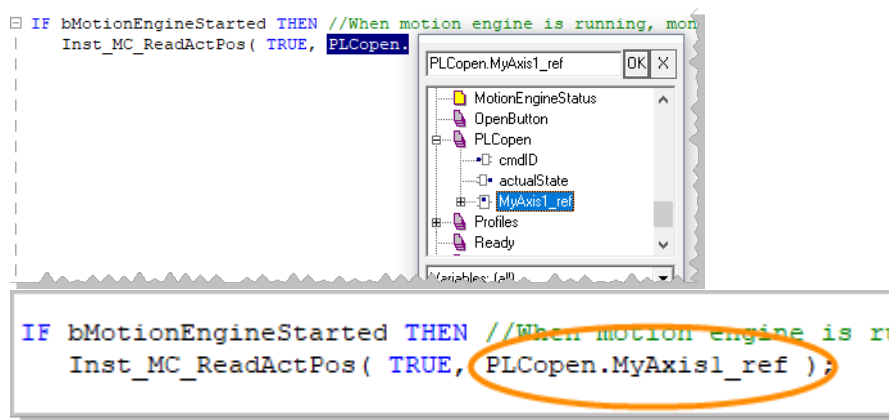 IF bMotionEngineStarted THEN //When motion engine is running, mon
Inst_MC_ReadActPos( TRUE, PLCopen.
PLCopen.MyAxis1_ref OK X
MotionEngineStatus
OpenButton
PLCopen
cmdID
actualState
MyAxis1_ref
Profiles
Ready
Variables: (all)
IF bMotionEngineStarted THEN //When motion engine is ru
Inst_MC_ReadActPos( TRUE, PLCopen.MyAxis1_ref );